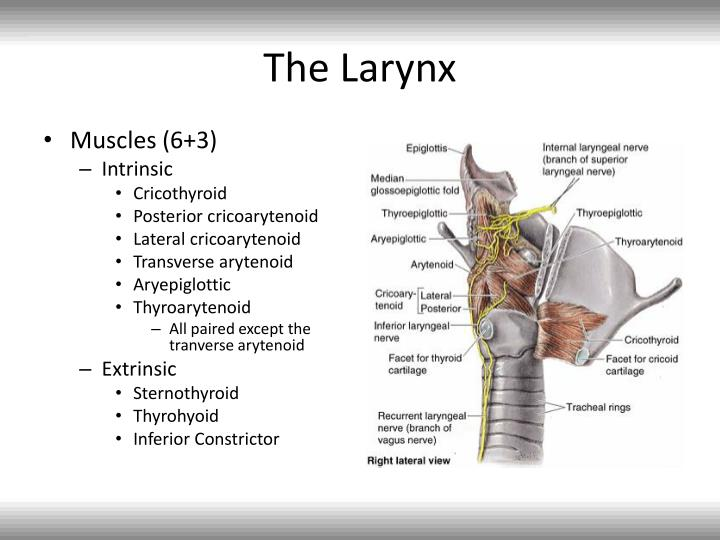 The Larynx
• Muscles (6+3)
– Intrinsic
• Cricothyroid
• Posterior cricoarytenoid
• Lateral cricoarytenoid
• Transverse arytenoid
• Aryepiglottic
• Thyroarytenoid
– All paired except the
tranverse arytenoid
– Extrinsic
• Sternothyroid
• Thyrohyoid
• Inferior Constrictor
Epiglottis
Median
glossoepiglottic fold
Thyroepiglottic
Aryepiglottic
Arytenoid
Cricoary-
tenoid
Lateral
Posterior
Inferior laryngeal
nerve
Facet for thyroid
cartilage
Recurrent laryngeal
nerve (branch of
vagus nerve)
Right lateral view
Internal laryngeal nerve
(branch of superior
laryngeal nerve)
Thyroepiglottic
Thyroarytenoid
Cricothyroid
Facet for cricoid
cartilage
Tracheal rings